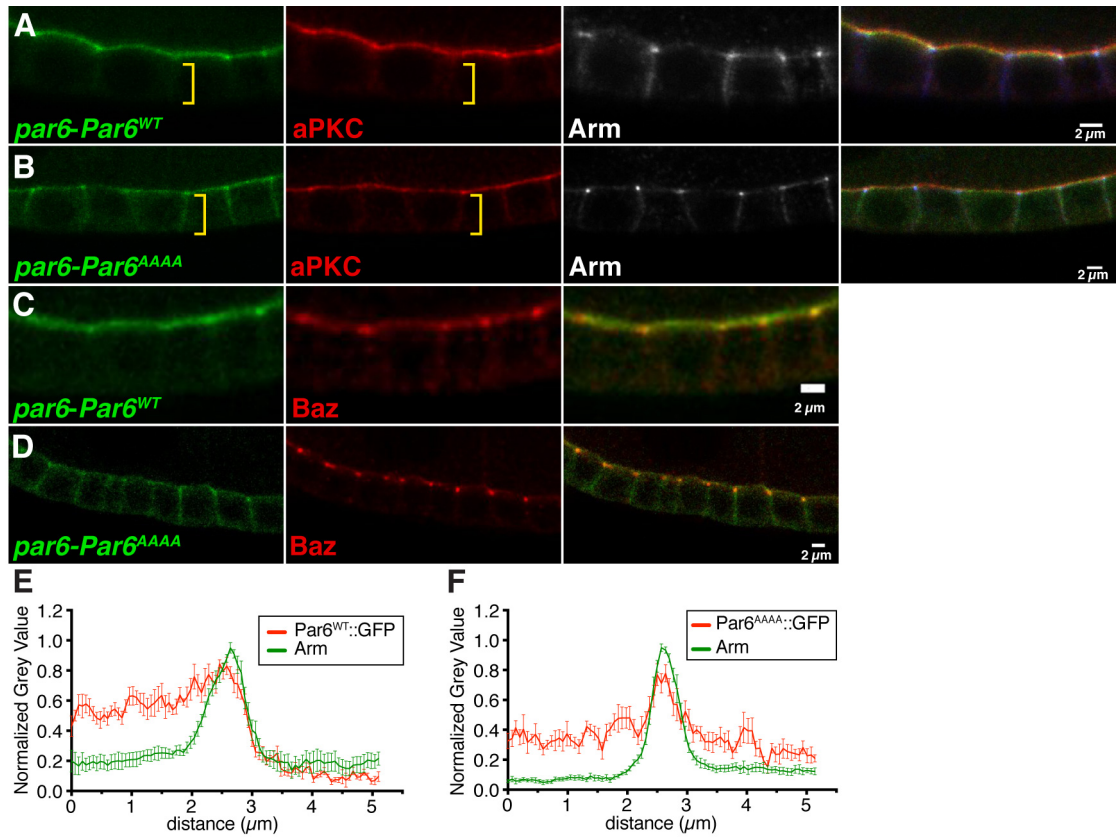 A
par6-Par6WT
aPKC
Arm
2 µm
B
par6-Par6AAAA
aPKC
Arm
2 µm
C
par6-Par6WT
Baz
2 µm
D
par6-Par6AAAA
Baz
2 µm
E
Normalized Grey Value
1.2
1.0
0.8
0.6
0.4
0.2
0.0
0 1 2 3 4 5
distance (µm)
Par6WT::GFP
Arm
F
Normalized Grey Value
1.2
1.0
0.8
0.6
0.4
0.2
0.0
0 1 2 3 4 5
distance (µm)
Par6AAAA::GFP
Arm